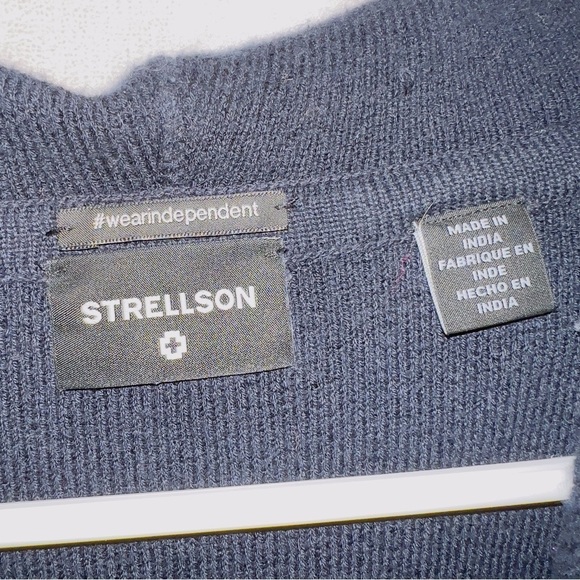 #wearindependent
STRELLSON
MADE IN
INDIA
FABRIQUE EN
INDE
HECHO EN
INDIA